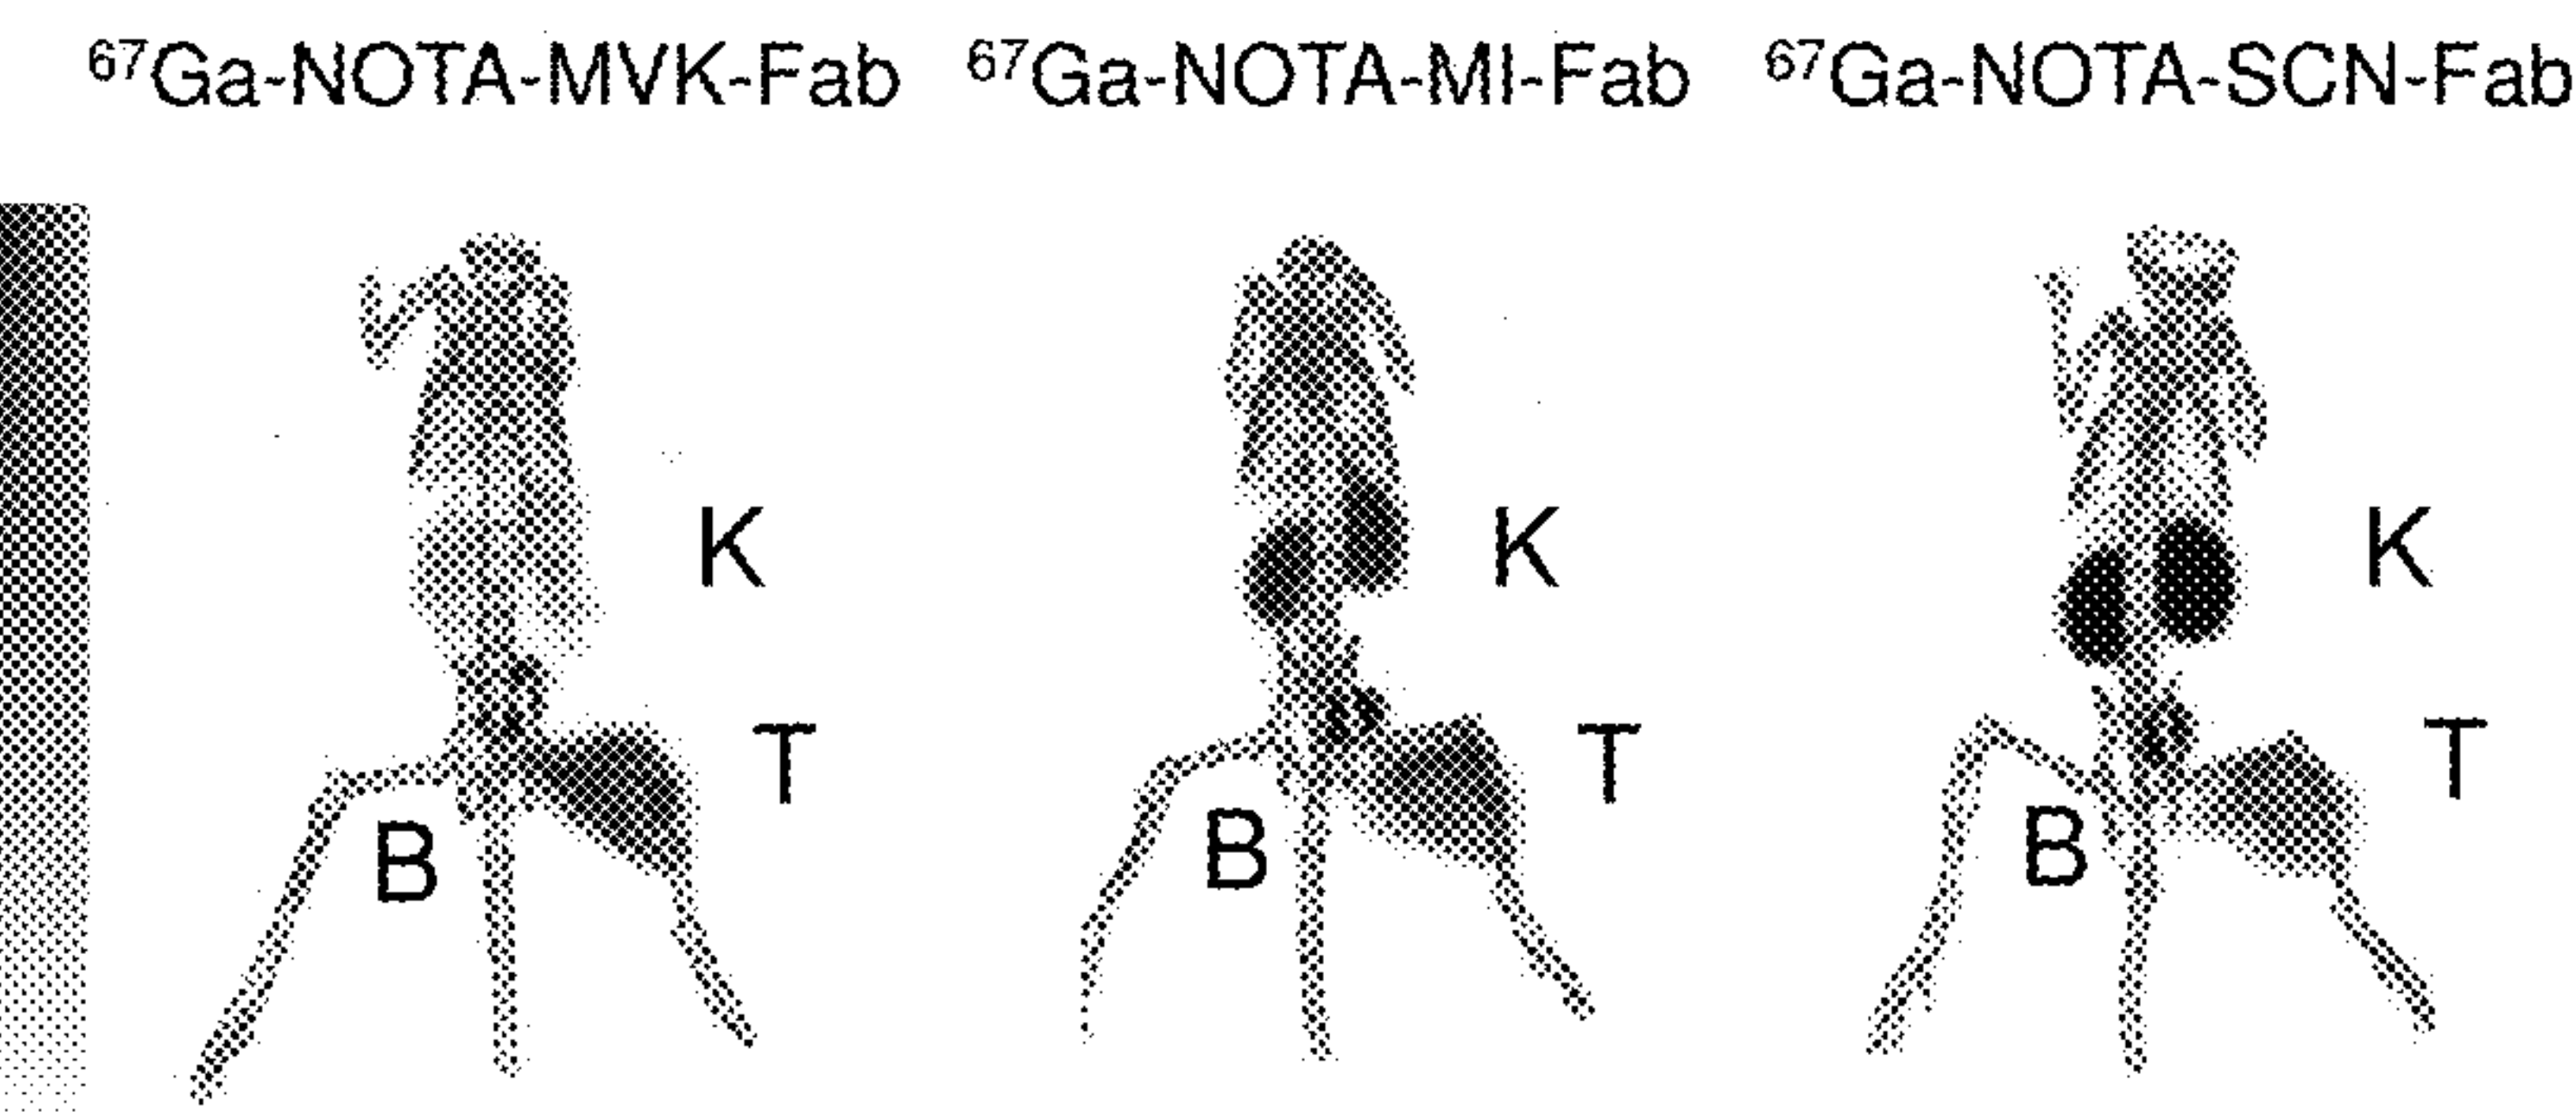 ⁶⁷Ga-NOTA-MVK-Fab ⁶⁷Ga-NOTA-MI-Fab ⁶⁷Ga-NOTA-SCN-Fab
K K K
T T T
B B B